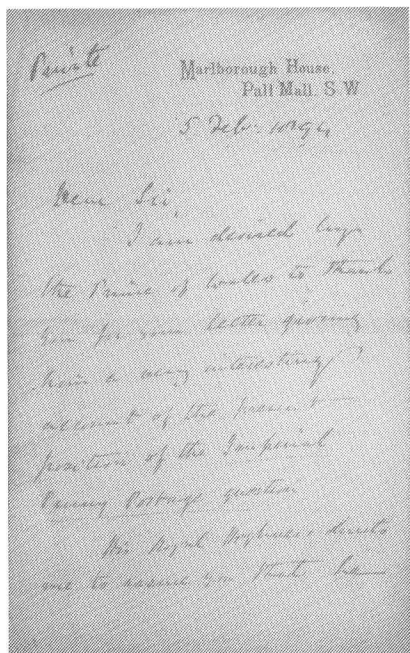 Private
Marlborough House,
Pall Mall. S.W
5 Feb: 1894
Dear Sir,
I am desired by
the Prince of Wales to thank
you for your letter giving
him a very interesting
account of the present
position of the Imperial
Penny Postage question
His Royal Highness directs
me to assure you that he